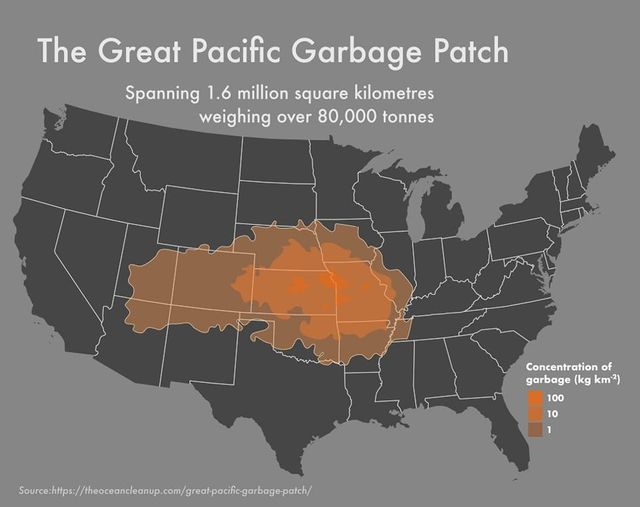 The Great Pacific Garbage Patch
Spanning 1.6 million square kilometres
weighing over 80,000 tonnes
Concentration of
garbage (kg km⁻²)
100
10
1
Source:https://theoceancleanup.com/great-pacific-garbage-patch/